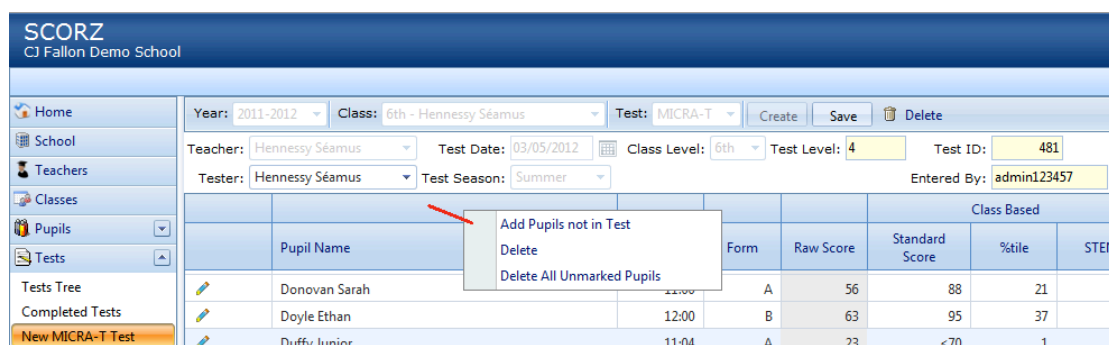 SCORZ
CJ Fallon Demo School
Home
School
Teachers
Classes
Pupils
Tests
Tests Tree
Completed Tests
New MICRA-T Test
Year: 2011-2012 Class: 6th - Hennessy Séamus Test: MICRA-T Create Save Delete
Teacher: Hennessy Séamus Test Date: 03/05/2012 Class Level: 6th Test Level: 4 Test ID: 481
Tester: Hennessy Séamus Test Season: Summer Entered By: admin123457
Class Based
Pupil Name Form Raw Score Standard Score %tile
Add Pupils not in Test
Delete
Delete All Unmarked Pupils
Donovan Sarah 11:00 A 56 88 21
Doyle Ethan 12:00 B 63 95 37
Duffy Junior 11:04 A 23 <70 1